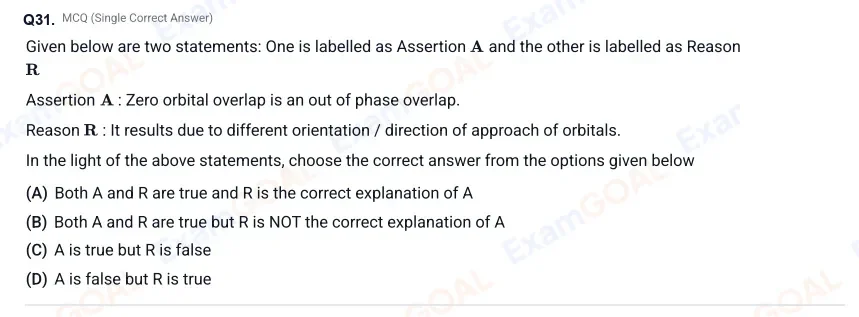 Q31. MCQ (Single Correct Answer)
Given below are two statements: One is labelled as Assertion A and the other is labelled as Reason
R
Assertion A : Zero orbital overlap is an out of phase overlap.
Reason R : It results due to different orientation / direction of approach of orbitals.
In the light of the above statements, choose the correct answer from the options given below
(A) Both A and R are true and R is the correct explanation of A
(B) Both A and R are true but R is NOT the correct explanation of A
(C) A is true but R is false
(D) A is false but R is true